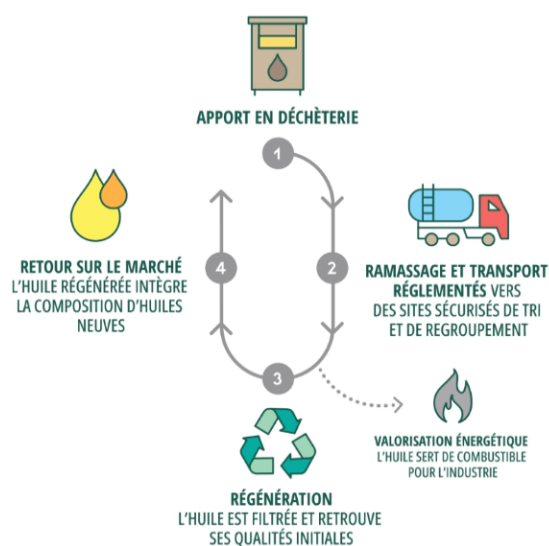 APPORT EN DÉCHÈTERIE
1
2
RAMASSAGE ET TRANSPORT
RÉGLEMENTÉS VERS
DES SITES SÉCURISÉS DE TRI
ET DE REGROUPEMENT
3
RÉGÉNÉRATION
L'HUILE EST FILTRÉE ET RETROUVE
SES QUALITÉS INITIALES
VALORISATION ÉNERGÉTIQUE
L'HUILE SERT DE COMBUSTIBLE
POUR L'INDUSTRIE
4
RETOUR SUR LE MARCHÉ
L'HUILE RÉGÉNÉRÉE INTÈGRE
LA COMPOSITION D'HUILES
NEUVES